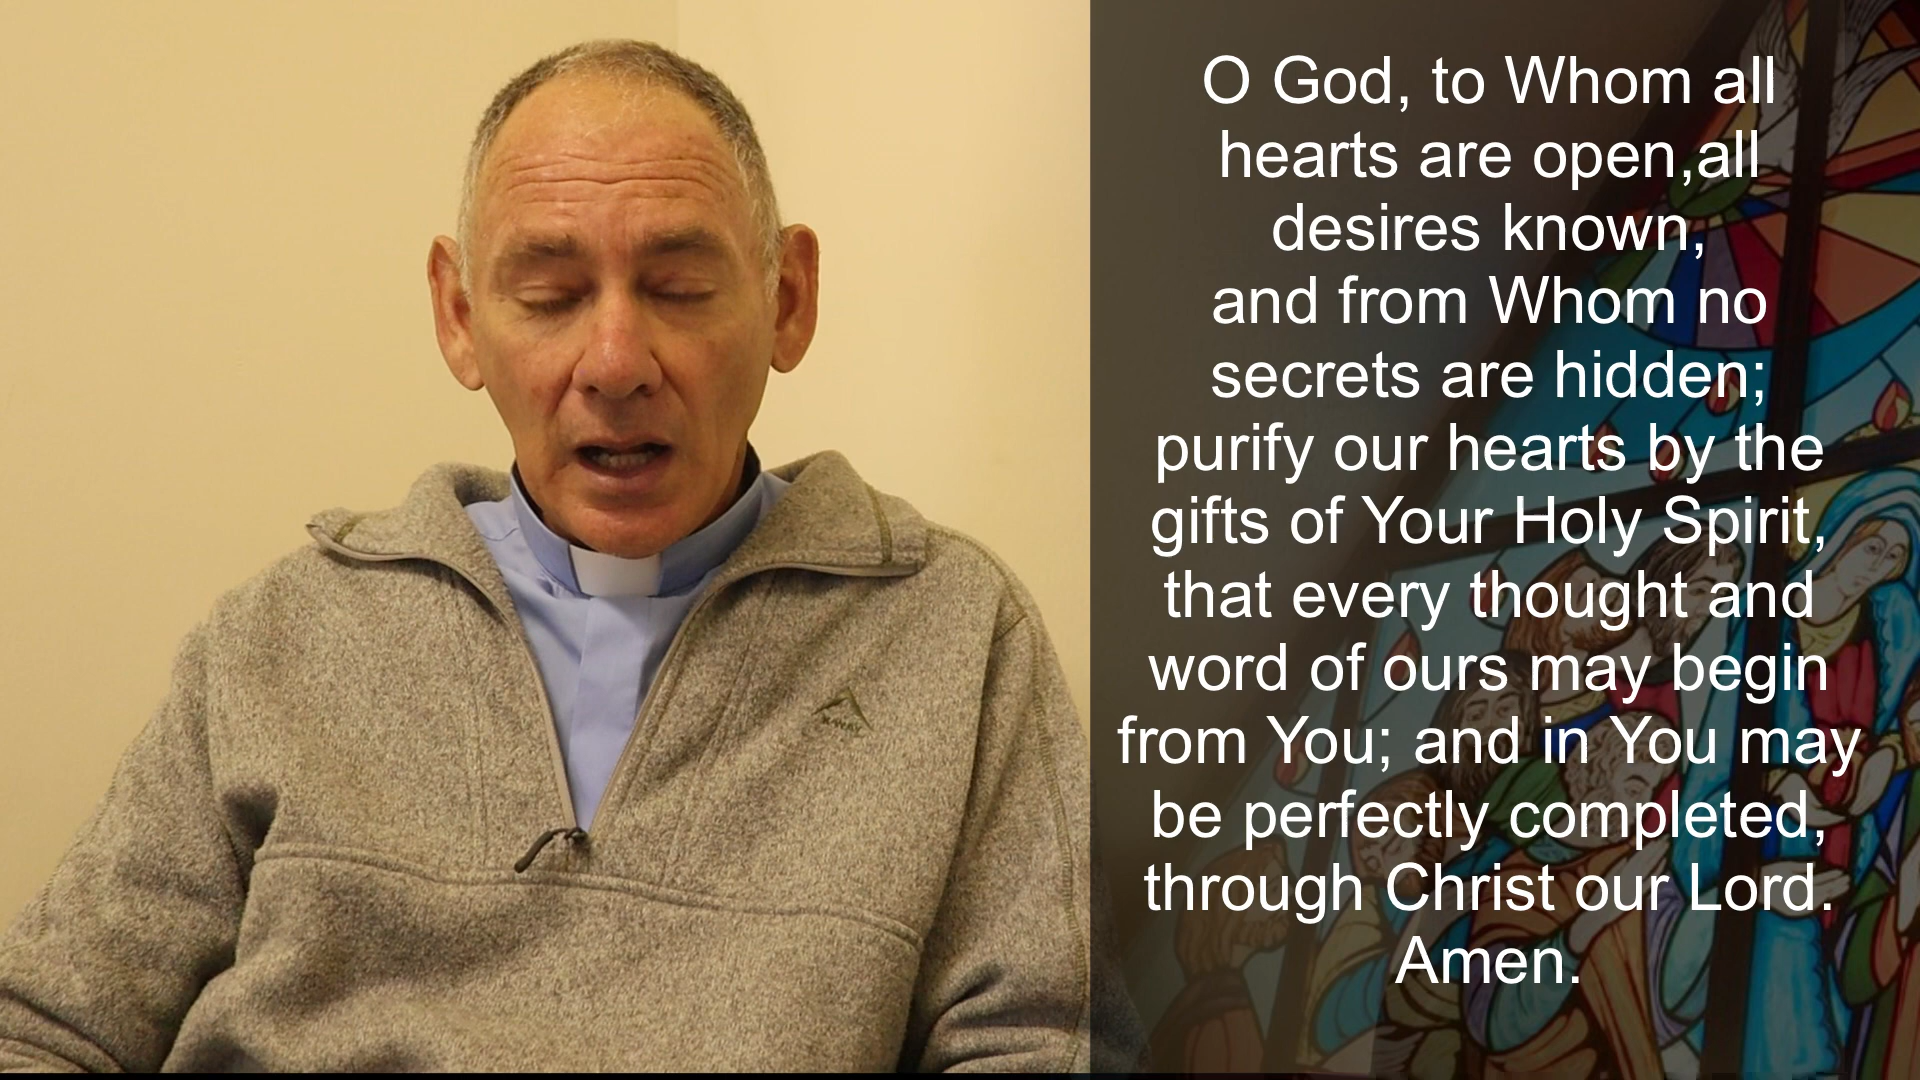 O God, to Whom all
hearts are open,all
desires known,
and from Whom no
secrets are hidden;
purify our hearts by the
gifts of Your Holy Spirit,
that every thought and
word of ours may begin
from You; and in You may
be perfectly completed,
through Christ our Lord.
Amen.